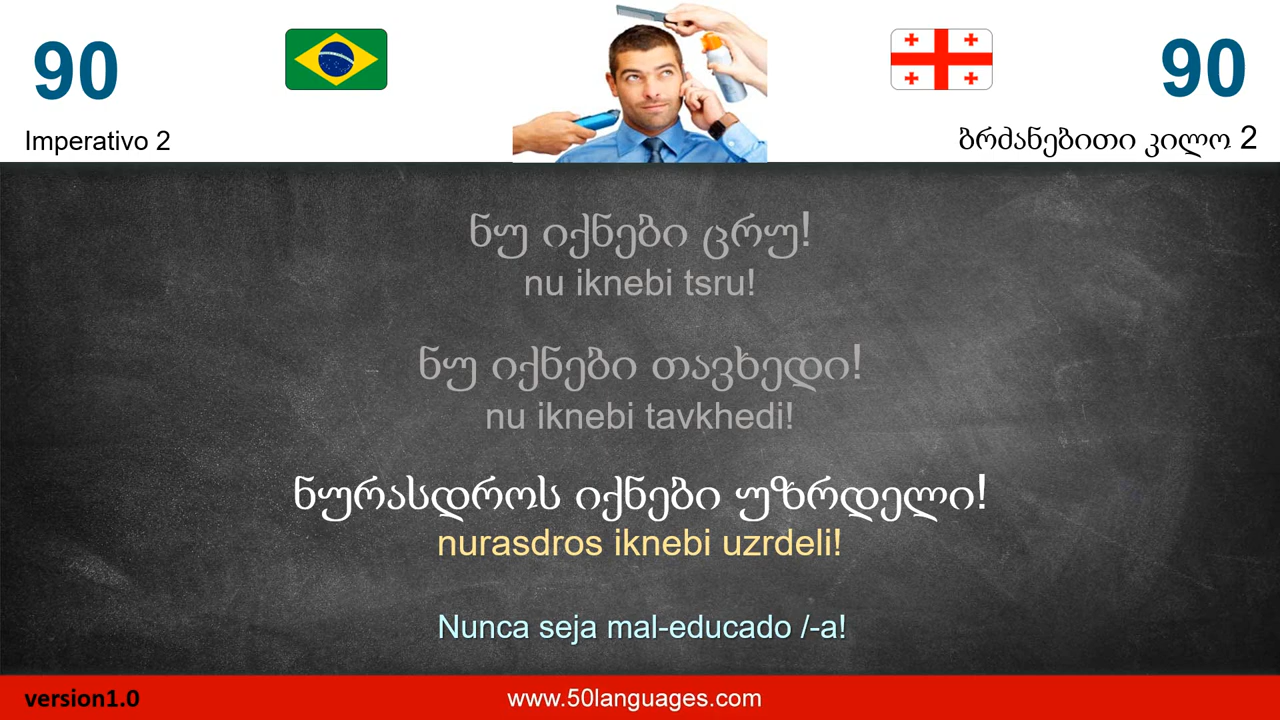 90
90
Imperativo 2
ბრძანებითი კილო 2
ნუ იქნები ცრუ!
nu iknebi tsru!
ნუ იქნები თავხედი!
nu iknebi tavkhedi!
ნურასდროს იქნები უზრდელი!
nurasdros iknebi uzrdeli!
Nunca seja mal-educado /-a!
version1.0
www.50languages.com